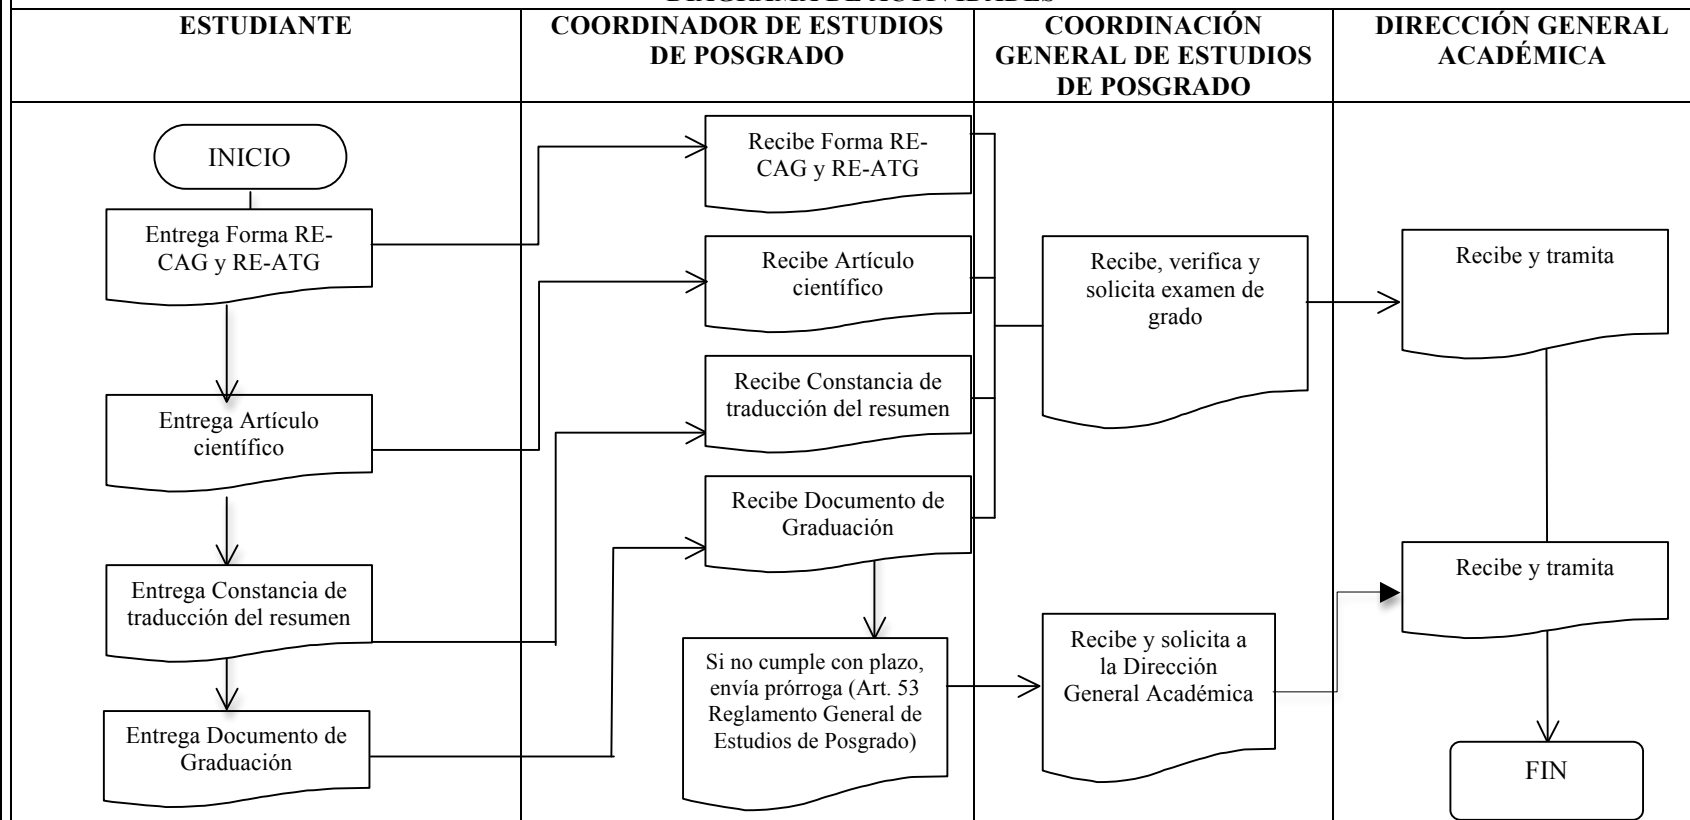 DIAGRAMA DE ACTIVIDADES
ESTUDIANTE
COORDINADOR DE ESTUDIOS
DE POSGRADO
COORDINACIÓN
GENERAL DE ESTUDIOS
DE POSGRADO
DIRECCIÓN GENERAL
ACADÉMICA
INICIO
Entrega Forma RE-
CAG y RE-ATG
Entrega Artículo
científico
Entrega Constancia de
traducción del resumen
Entrega Documento de
Graduación
Recibe Forma RE-
CAG y RE-ATG
Recibe Artículo
científico
Recibe Constancia de
traducción del resumen
Recibe Documento de
Graduación
Si no cumple con plazo,
envía prórroga (Art. 53
Reglamento General de
Estudios de Posgrado)
Recibe, verifica y
solicita examen de
grado
Recibe y solicita a
la Dirección
General Académica
Recibe y tramita
Recibe y tramita
FIN